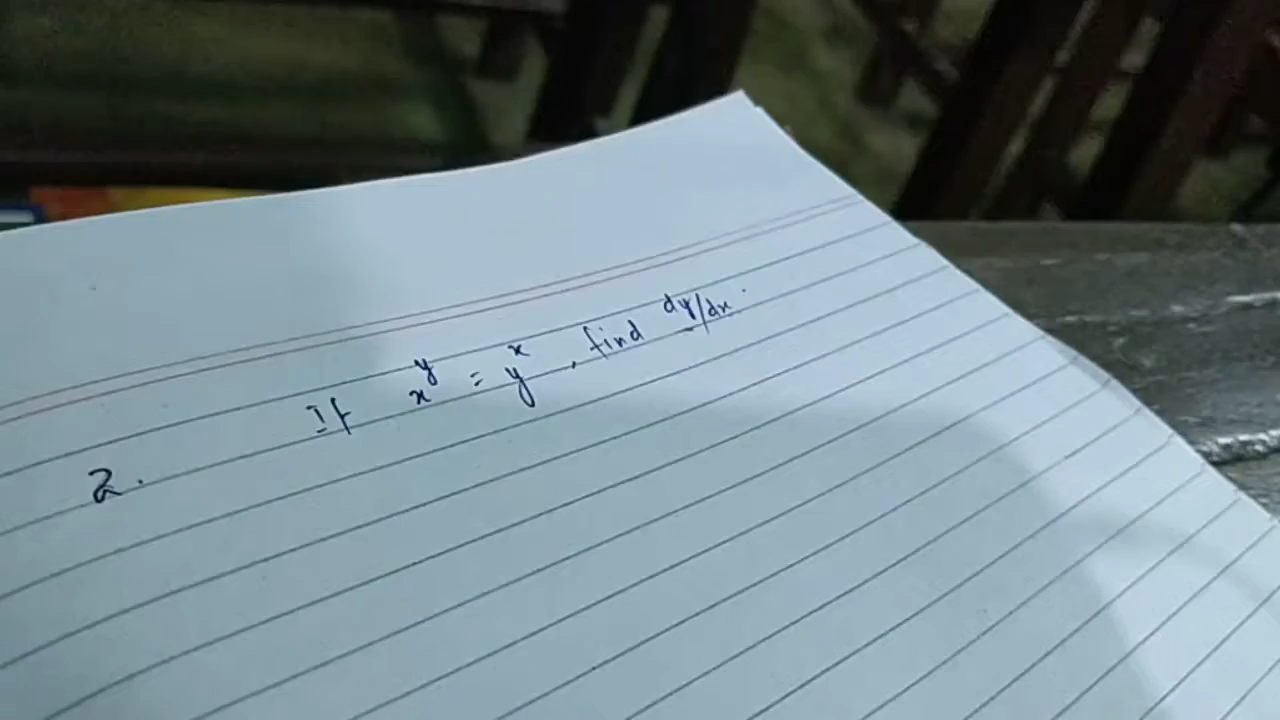 2. If x^y = y^x, find dy/dx.